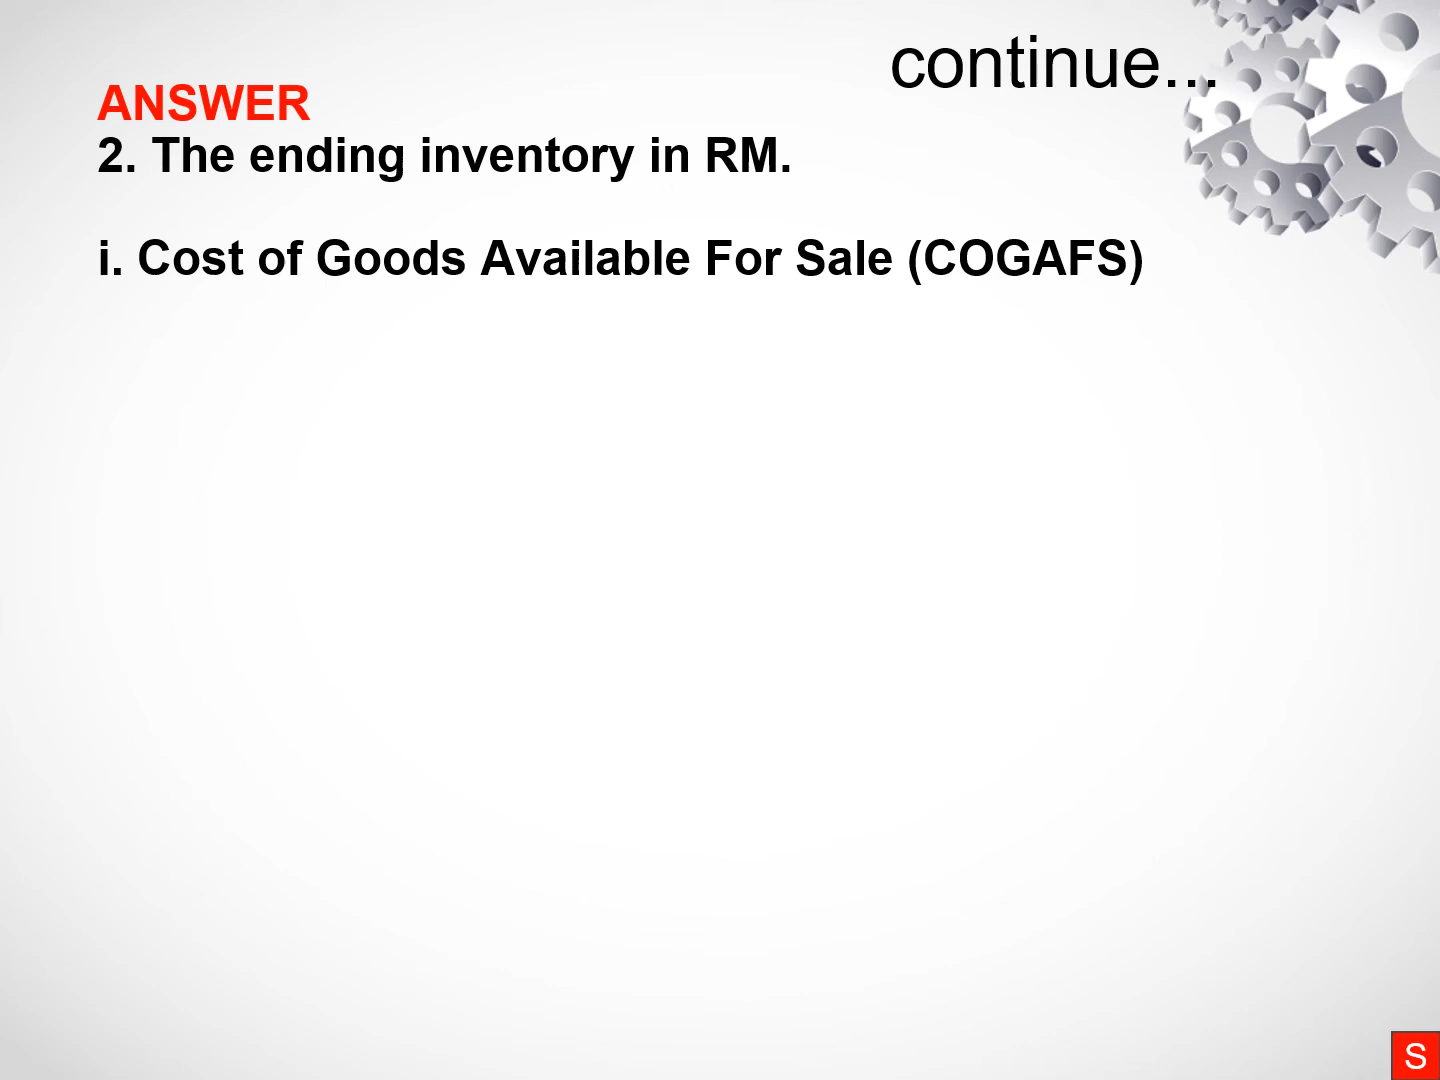 continue...
ANSWER
2. The ending inventory in RM.
i. Cost of Goods Available For Sale (COGAFS)
S